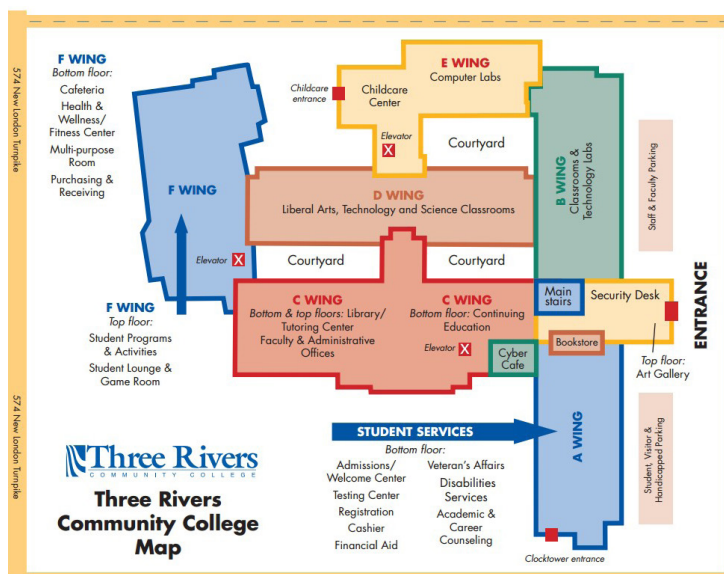 574 New London Turnpike
574 New London Turnpike
F WING
Bottom floor:
Cafeteria
Health &
Wellness/
Fitness Center
Multi-purpose
Room
Purchasing &
Receiving
F WING
Elevator X
F WING
Top floor:
Student Programs
& Activities
Student Lounge &
Game Room
E WING
Computer Labs
Childcare
entrance
Childcare
Center
Elevator
X
Courtyard
D WING
Liberal Arts, Technology and Science Classrooms
B WING
Classrooms &
Technology Labs
Staff & Faculty Parking
Courtyard
Courtyard
C WING
Bottom & top floors: Library/
Tutoring Center
Faculty & Administrative
Offices
C WING
Bottom floor: Continuing
Education
Elevator X
Cyber
Cafe
Main
stairs
Security Desk
Bookstore
ENTRANCE
Top floor:
Art Gallery
A WING
Student, Visitor &
Handicapped Parking
Clocktower entrance
STUDENT SERVICES
Bottom floor:
Admissions/
Welcome Center
Testing Center
Registration
Cashier
Financial Aid
Veteran's Affairs
Disabilities
Services
Academic &
Career
Counseling
Three Rivers
COMMUNITY COLLEGE
Three Rivers
Community College
Map